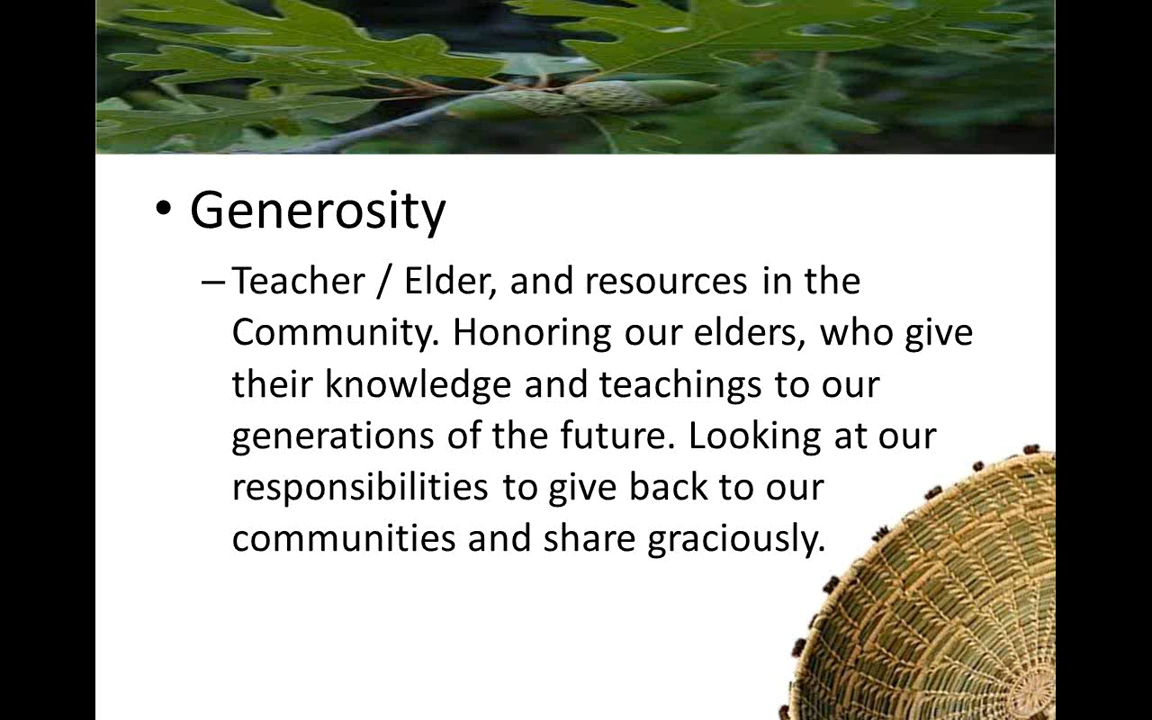 • Generosity
– Teacher / Elder, and resources in the
Community. Honoring our elders, who give
their knowledge and teachings to our
generations of the future. Looking at our
responsibilities to give back to our
communities and share graciously.